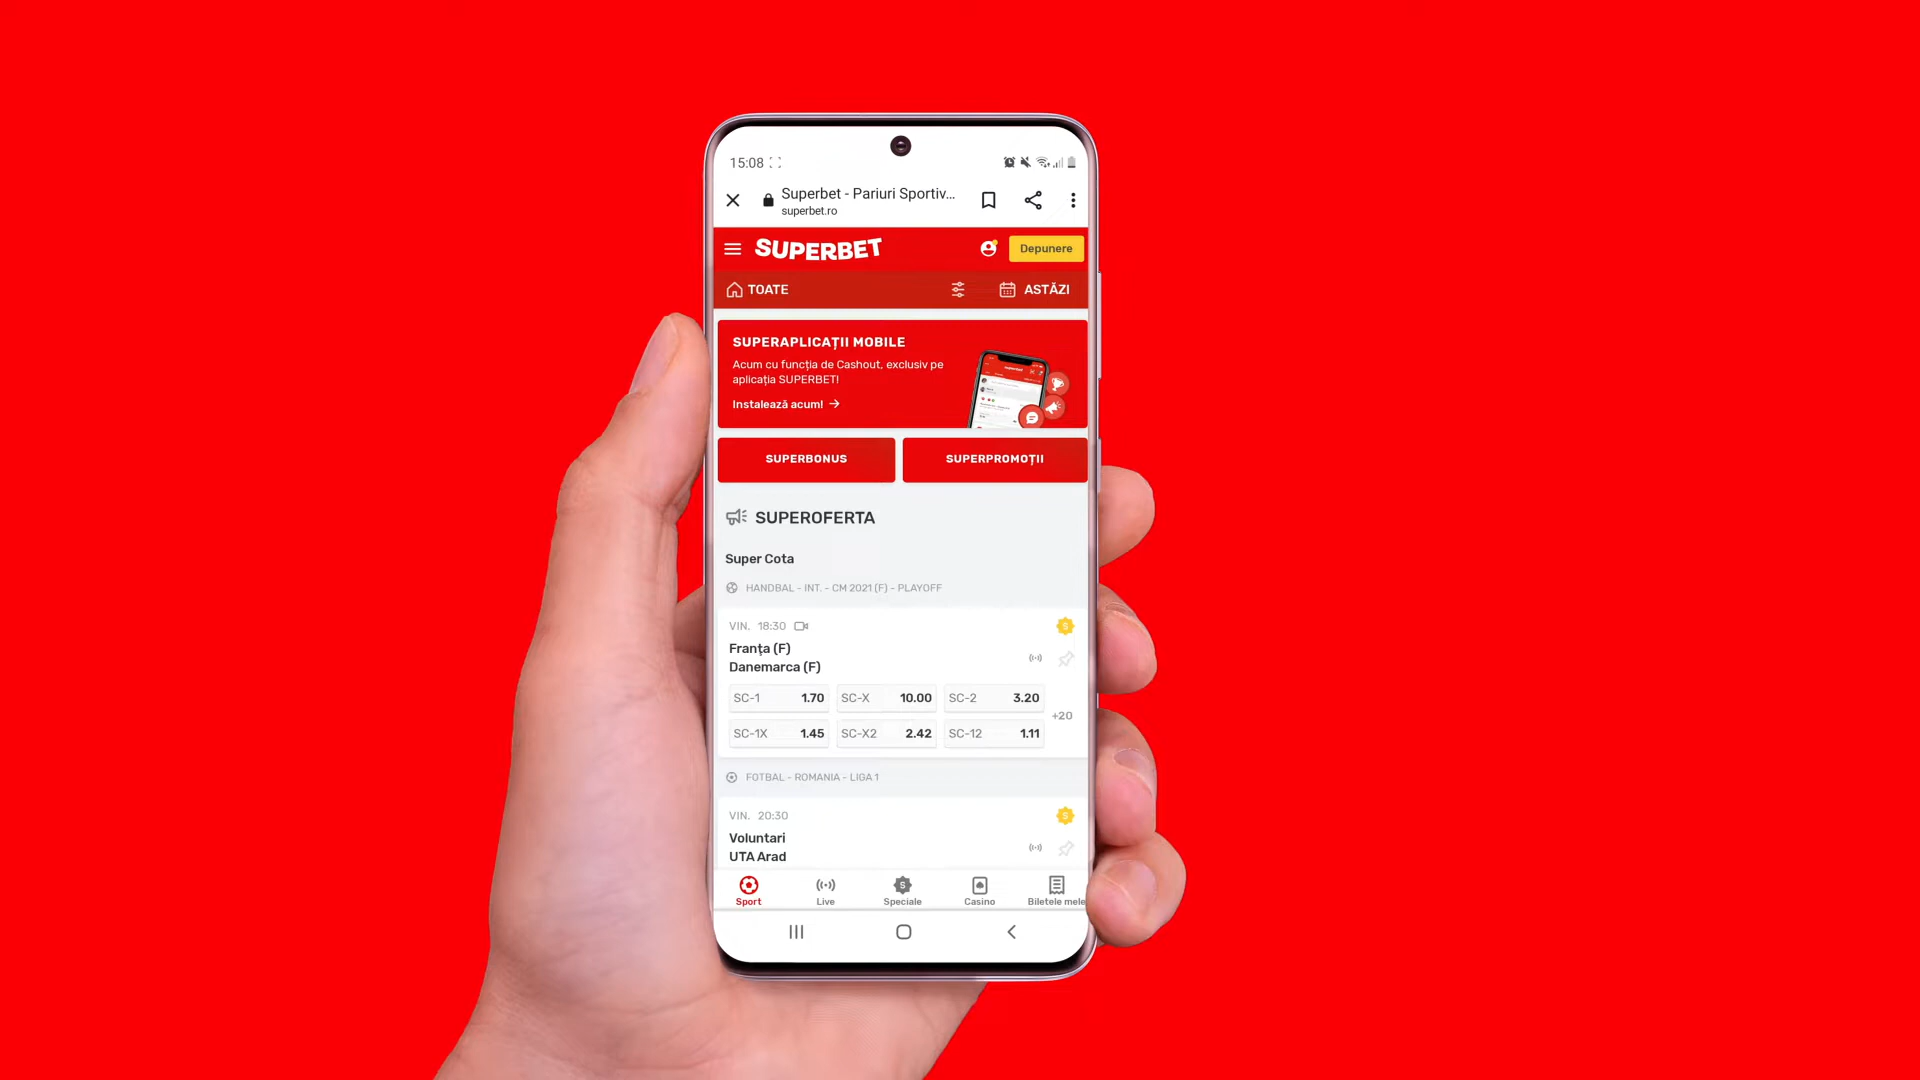 15:08
Superbet - Pariuri Sportiv...
superbet.ro
SUPERBET
Depunere
TOATE
ASTĂZI
SUPERAPLICAȚII MOBILE
Acum cu funcția de Cashout, exclusiv pe
aplicația SUPERBET!
Instalează acum! →
SUPERBONUS
SUPERPROMOȚII
SUPEROFERTA
Super Cota
HANDBAL - INT. - CM 2021 (F) - PLAYOFF
VIN. 18:30
Franța (F)
Danemarca (F)
SC-1 1.70 SC-X 10.00 SC-2 3.20
+20
SC-1X 1.45 SC-X2 2.42 SC-12 1.11
FOTBAL - ROMANIA - LIGA 1
VIN. 20:30
Voluntari
UTA Arad
Sport Live Speciale Casino Biletele mele